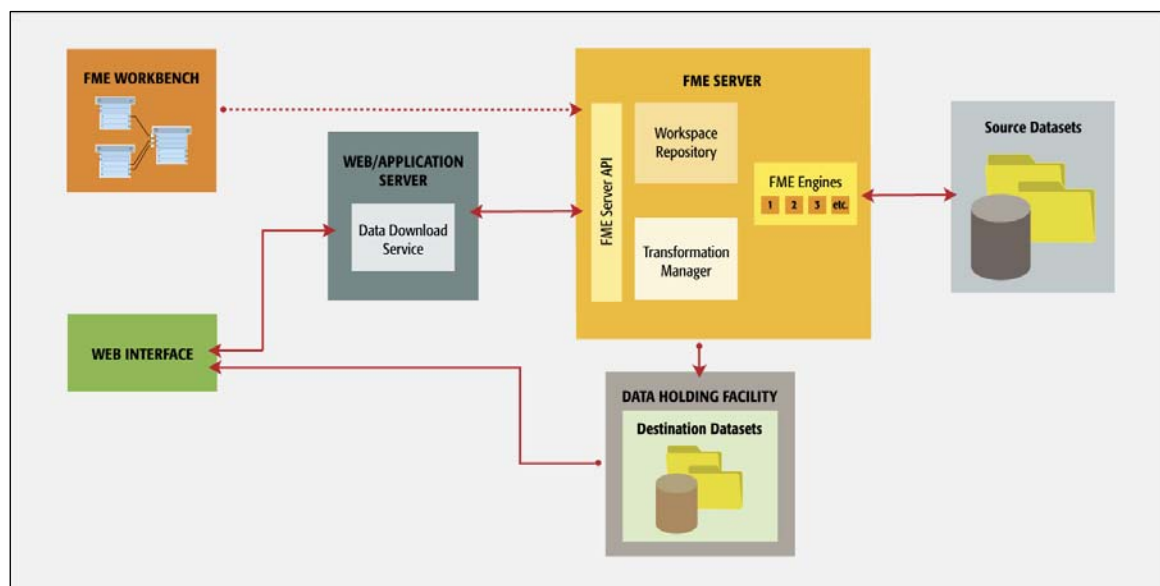 FME WORKBENCH
WEB/APPLICATION
SERVER
Data Download
Service
WEB INTERFACE
FME SERVER
FME Server API
Workspace
Repository
Transformation
Manager
FME Engines
1 2 3 etc.
Source Datasets
DATA HOLDING FACILITY
Destination Datasets